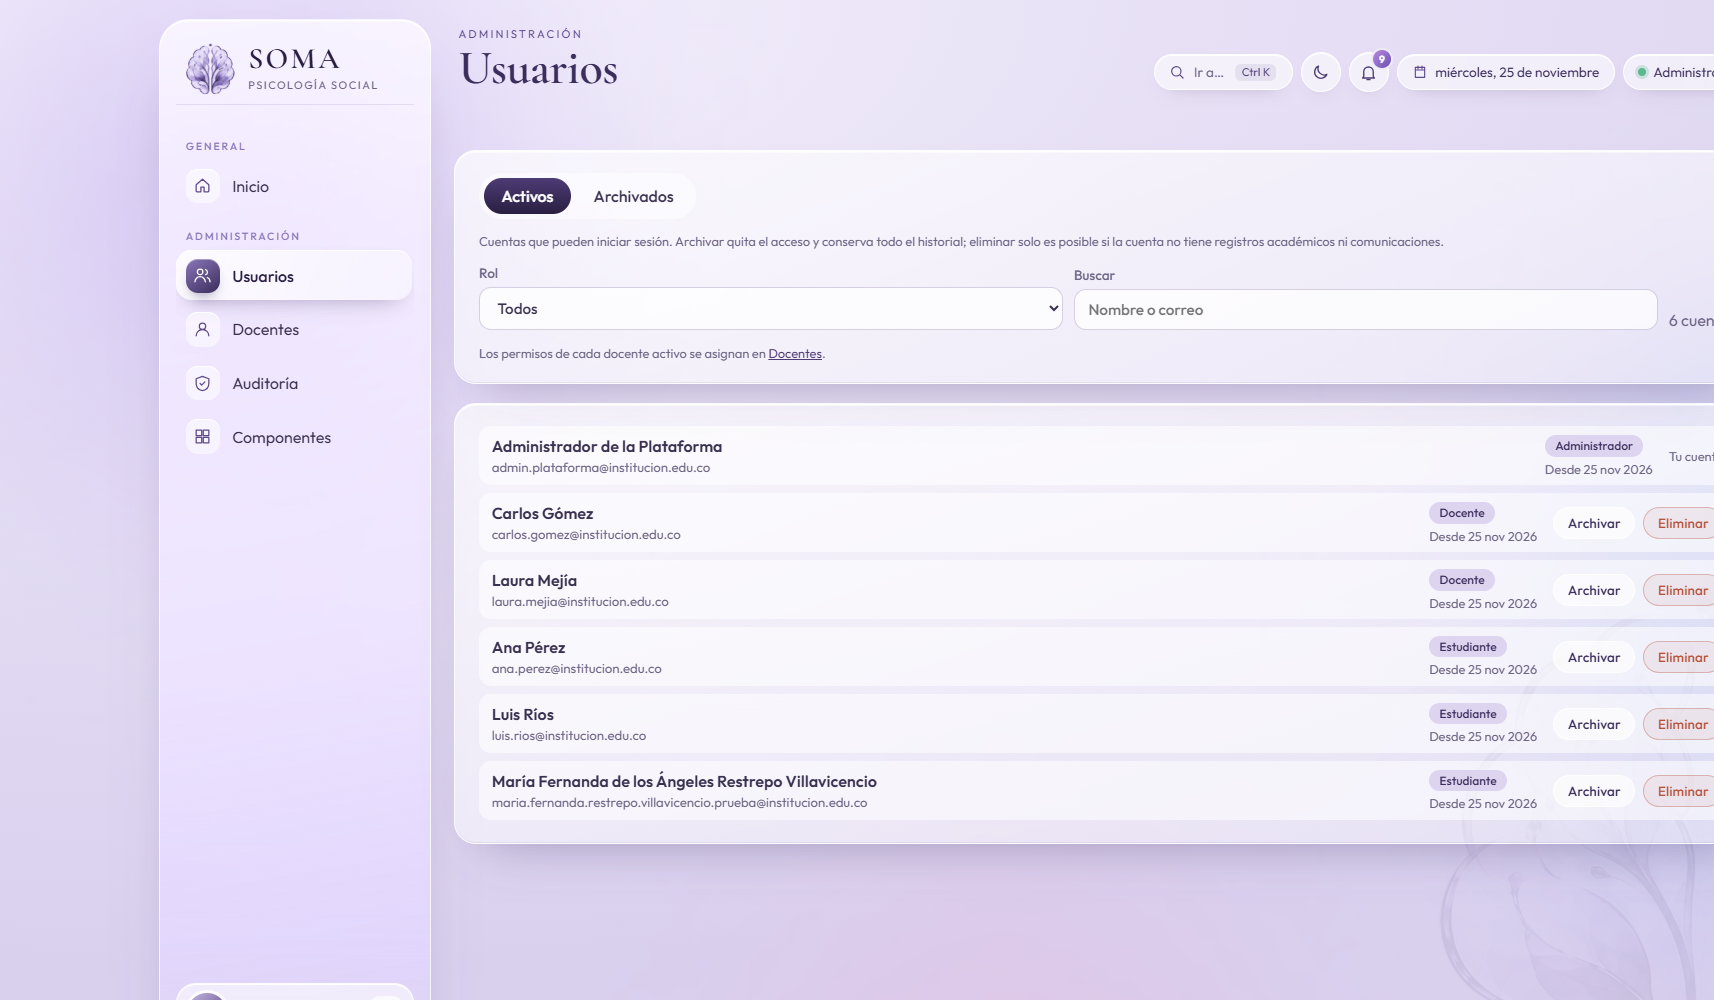 SOMA
PSICOLOGÍA SOCIAL
GENERAL
Inicio
ADMINISTRACIÓN
Usuarios
Docentes
Auditoría
Componentes
ADMINISTRACIÓN
Usuarios
Ir a...
Ctrl K
9
miércoles, 25 de noviembre
Activos
Archivados
Cuentas que pueden iniciar sesión. Archivar quita el acceso y conserva todo el historial; eliminar solo es posible si la cuenta no tiene registros académicos ni comunicaciones.
Rol
Todos
Buscar
Nombre o correo
6
Los permisos de cada docente activo se asignan en Docentes.
Administrador de la Plataforma
admin.plataforma@institucion.edu.co
Administrador
Desde 25 nov 2026
Tu
Carlos Gómez
carlos.gomez@institucion.edu.co
Docente
Desde 25 nov 2026
Archivar
Eliminar
Laura Mejía
laura.mejia@institucion.edu.co
Docente
Desde 25 nov 2026
Archivar
Eliminar
Ana Pérez
ana.perez@institucion.edu.co
Estudiante
Desde 25 nov 2026
Archivar
Eliminar
Luis Ríos
luis.rios@institucion.edu.co
Estudiante
Desde 25 nov 2026
Archivar
Eliminar
María Fernanda de los Ángeles Restrepo Villavicencio
maria.fernanda.restrepo.villavicencio.prueba@institucion.edu.co
Estudiante
Desde 25 nov 2026
Archivar
Eliminar